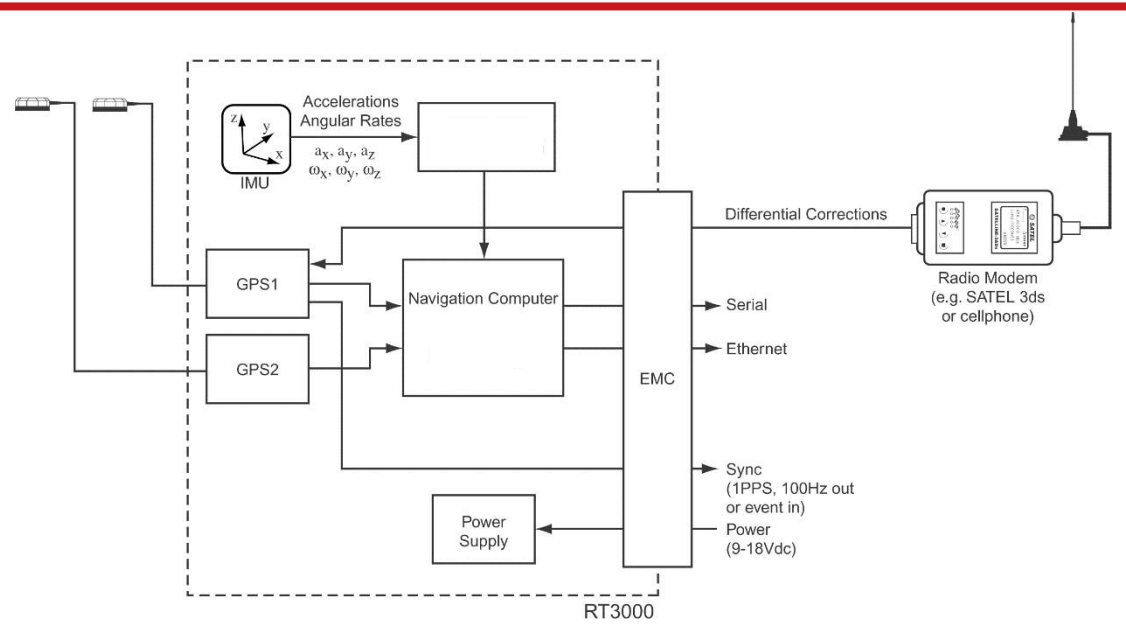 Accelerations
Angular Rates
z
y
x
aX, ay, az
ωX, ωy, ωz
IMU
Differential Corrections
SATEL
Radio Modem
(e.g. SATEL 3ds
or cellphone)
GPS1
Navigation Computer
Serial
GPS2
Ethernet
EMC
Sync
(1PPS, 100Hz out
or event in)
Power
Supply
Power
(9-18Vdc)
RT3000